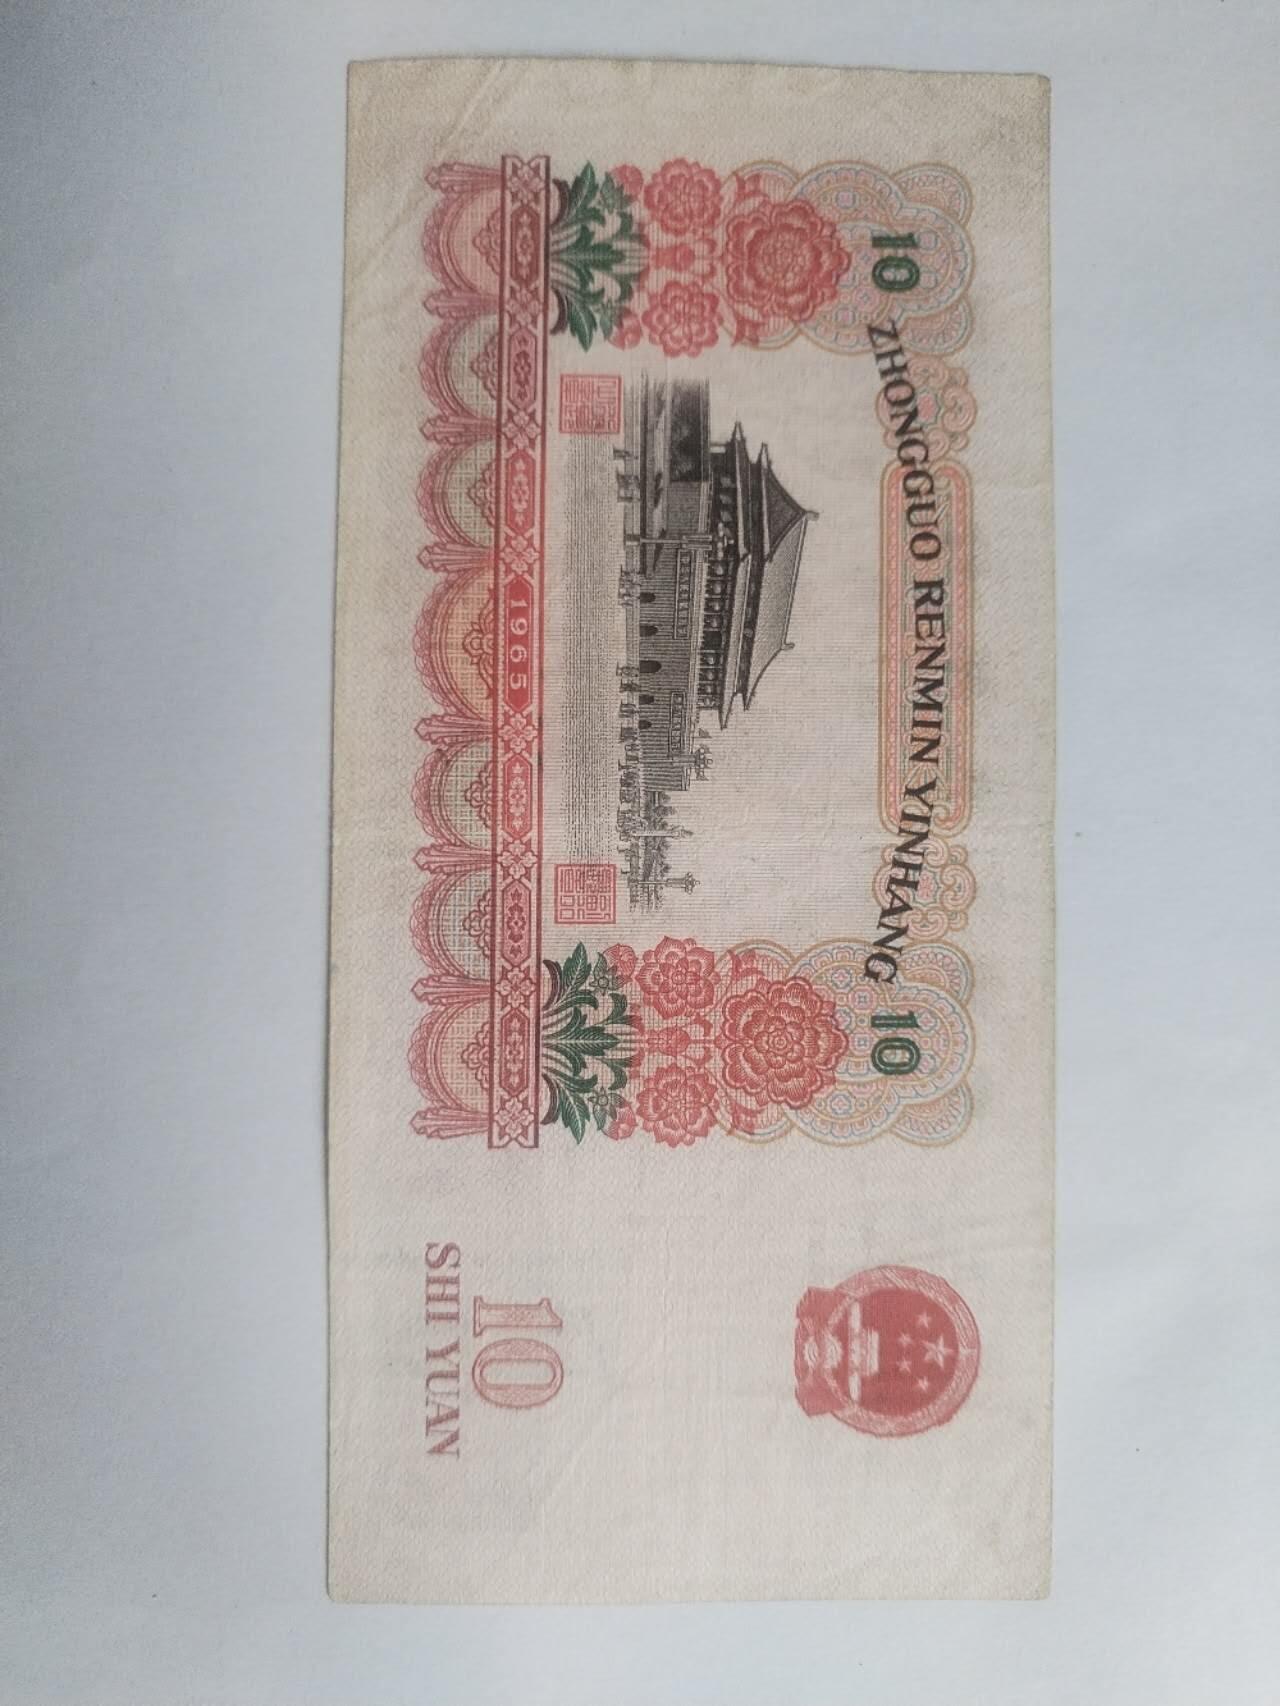 10 ZHONGGUO RENMIN YINHANG 10
1965
10
SHI YUAN